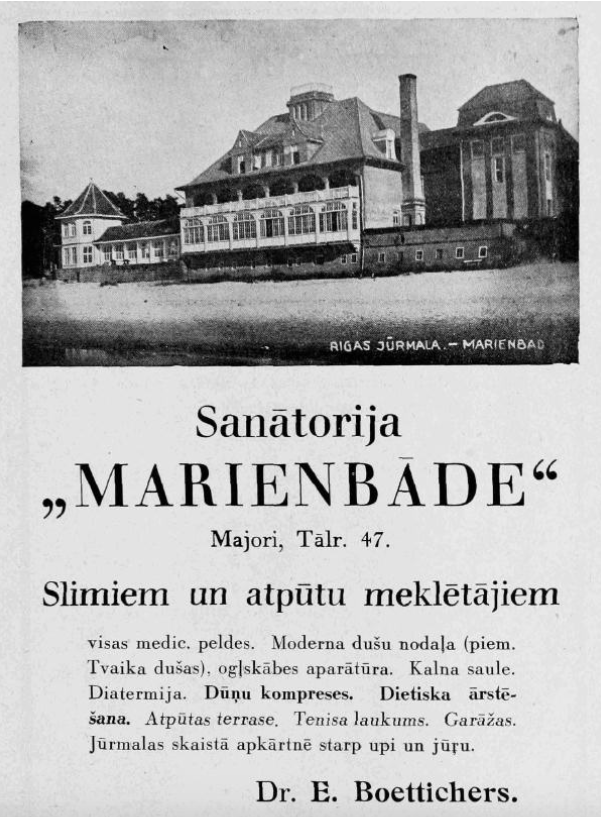 RIGAS JŪRMALA. — MARIENBAD
Sanātorija
„MARIENBĀDE“
Majori, Tālr. 47.
Slimiem un atpūtu meklētājiem
visas medic. peldes. Moderna dušu nodaļa (piem.
Tvaika dušas), ogļskābes aparātūra. Kalna saule.
Diatermija. Dūņu kompreses. Dietiska ārstē-
šana. Atpūtas terrase. Tenisa laukums. Garāžas.
Jūrmalas skaistā apkārtnē starp upi un jūŗu.
Dr. E. Boettichers.